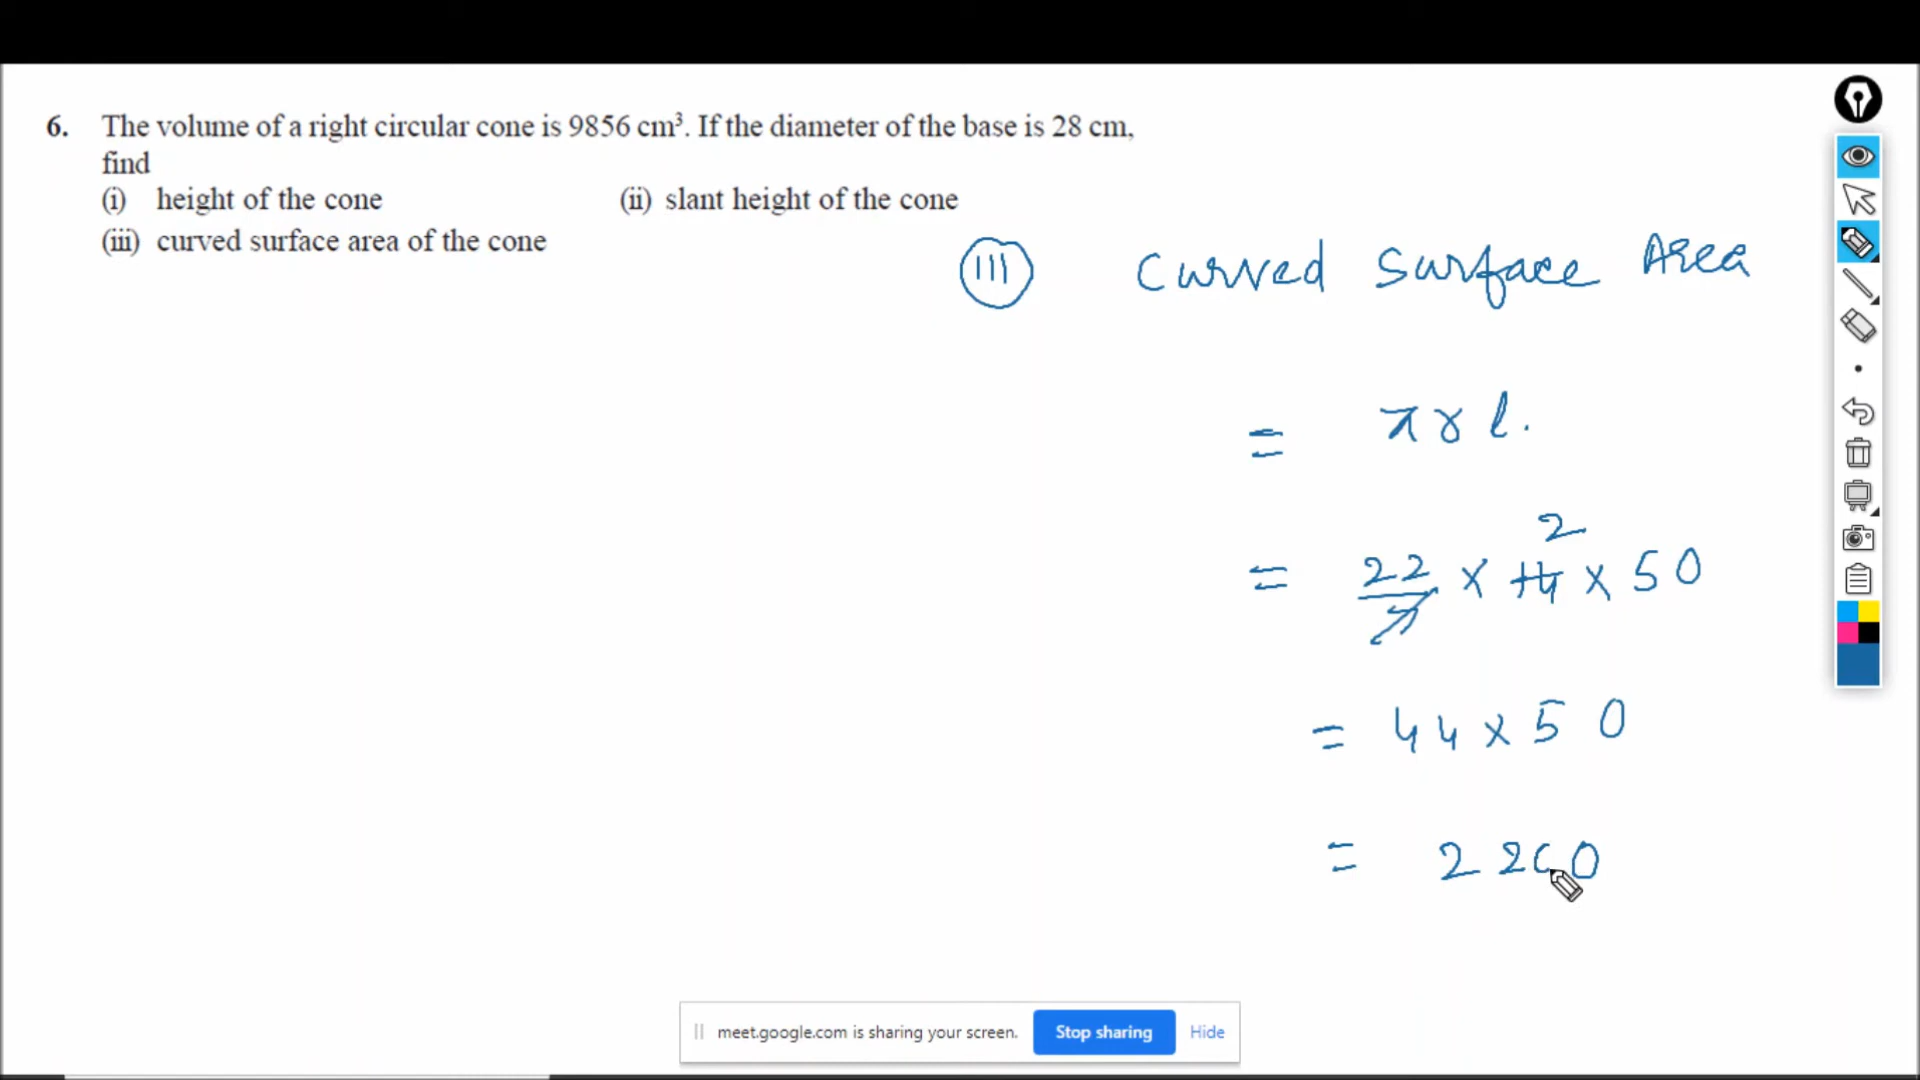 6. The volume of a right circular cone is 9856 cm³. If the diameter of the base is 28 cm,
find
(i) height of the cone (ii) slant height of the cone
(iii) curved surface area of the cone
III Curved Surface Area
= πrl.
2
= 22/7 × 14 × 50
= 44 × 50
= 2200
meet.google.com is sharing your screen. Stop sharing Hide